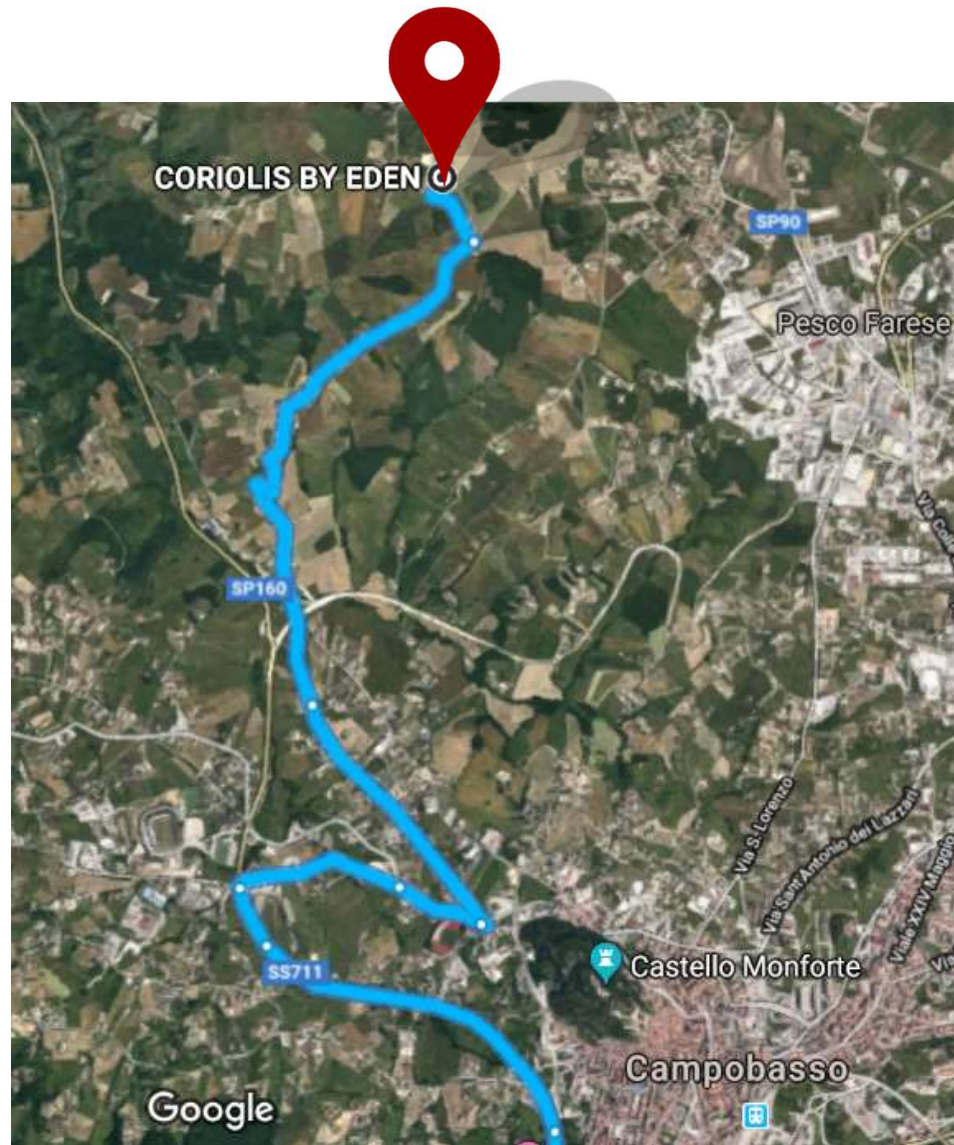 CORIOLIS BY EDEN
SP90
Pesco Farese
SP160
Via S. Lorenzo
Via Sant'Antonio dei Lazzari
Viale XXIV Maggio
SS711
Castello Monforte
Campobasso
Google